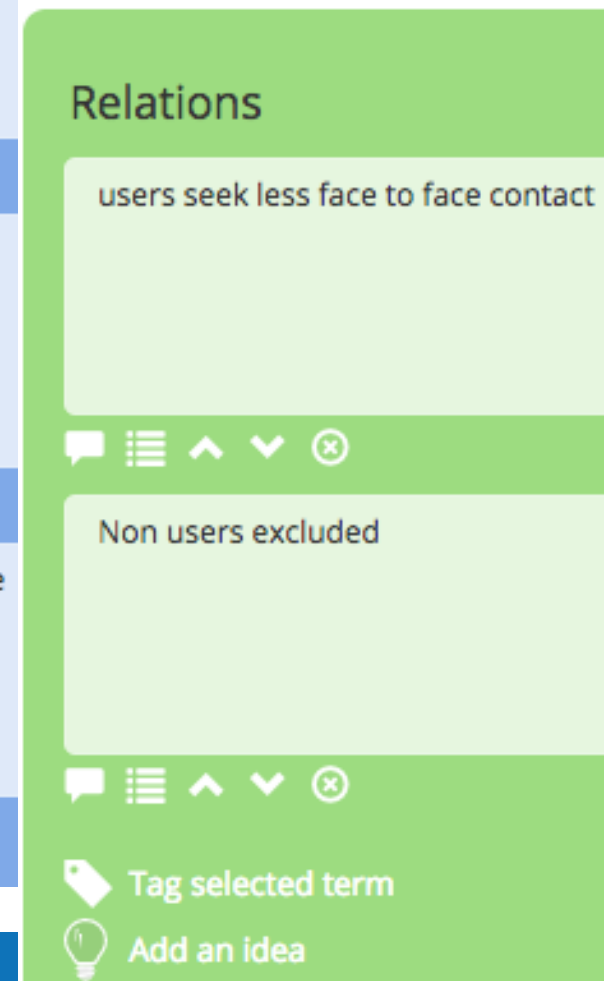 Relations
users seek less face to face contact
Non users excluded
e
Tag selected term
Add an idea